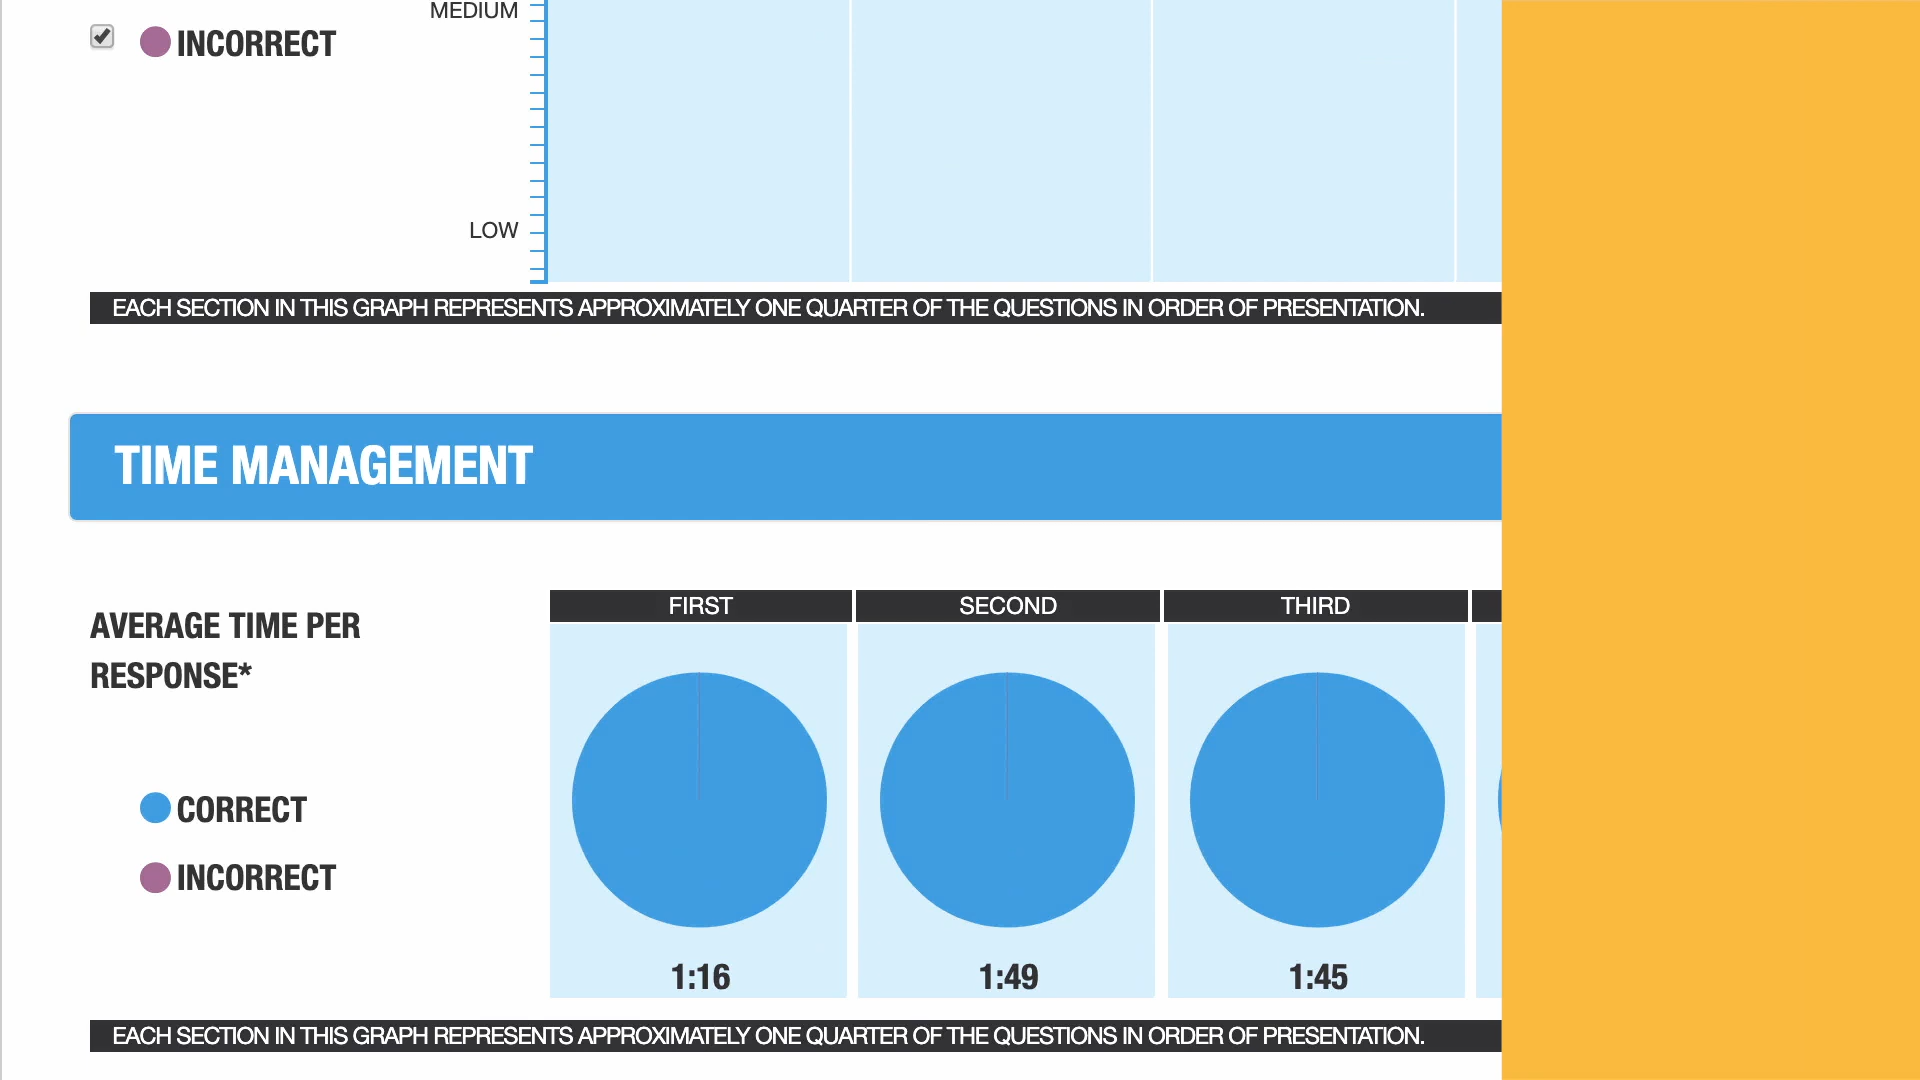 MEDIUM
INCORRECT
LOW
EACH SECTION IN THIS GRAPH REPRESENTS APPROXIMATELY ONE QUARTER OF THE QUESTIONS IN ORDER OF PRESENTATION.
TIME MANAGEMENT
FIRST SECOND THIRD
AVERAGE TIME PER
RESPONSE*
CORRECT
INCORRECT
1:16 1:49 1:45
EACH SECTION IN THIS GRAPH REPRESENTS APPROXIMATELY ONE QUARTER OF THE QUESTIONS IN ORDER OF PRESENTATION.